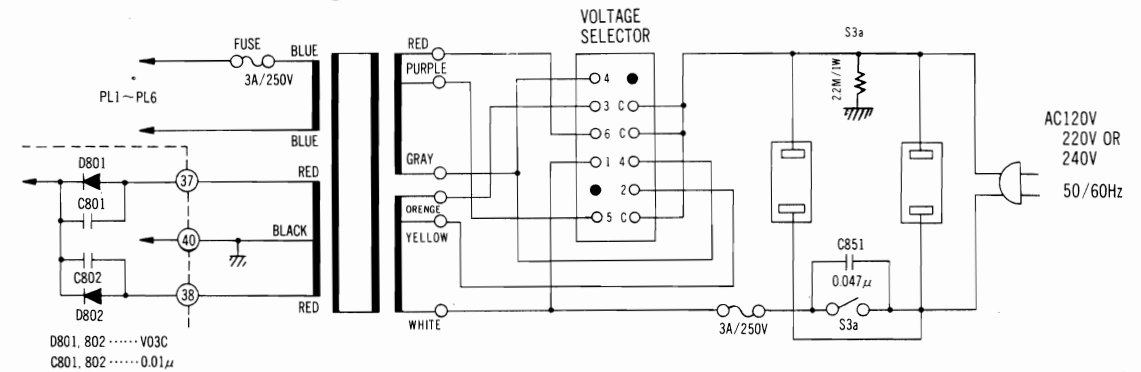 VOLTAGE
SELECTOR
S3a
FUSE
BLUE
3A/250V
PL1~PL6
BLUE
RED
PURPLE
4
3 C
6 C
1 4
2
5 C
GRAY
ORENGE
YELLOW
WHITE
2.2M/1W
AC120V
220V OR
240V
50/60Hz
D801
C801
37
RED
40
BLACK
C802
D802
38
RED
C851
0.047μ
3A/250V
S3a
D801, 802 ······ V03C
C801, 802 ······ 0.01μ